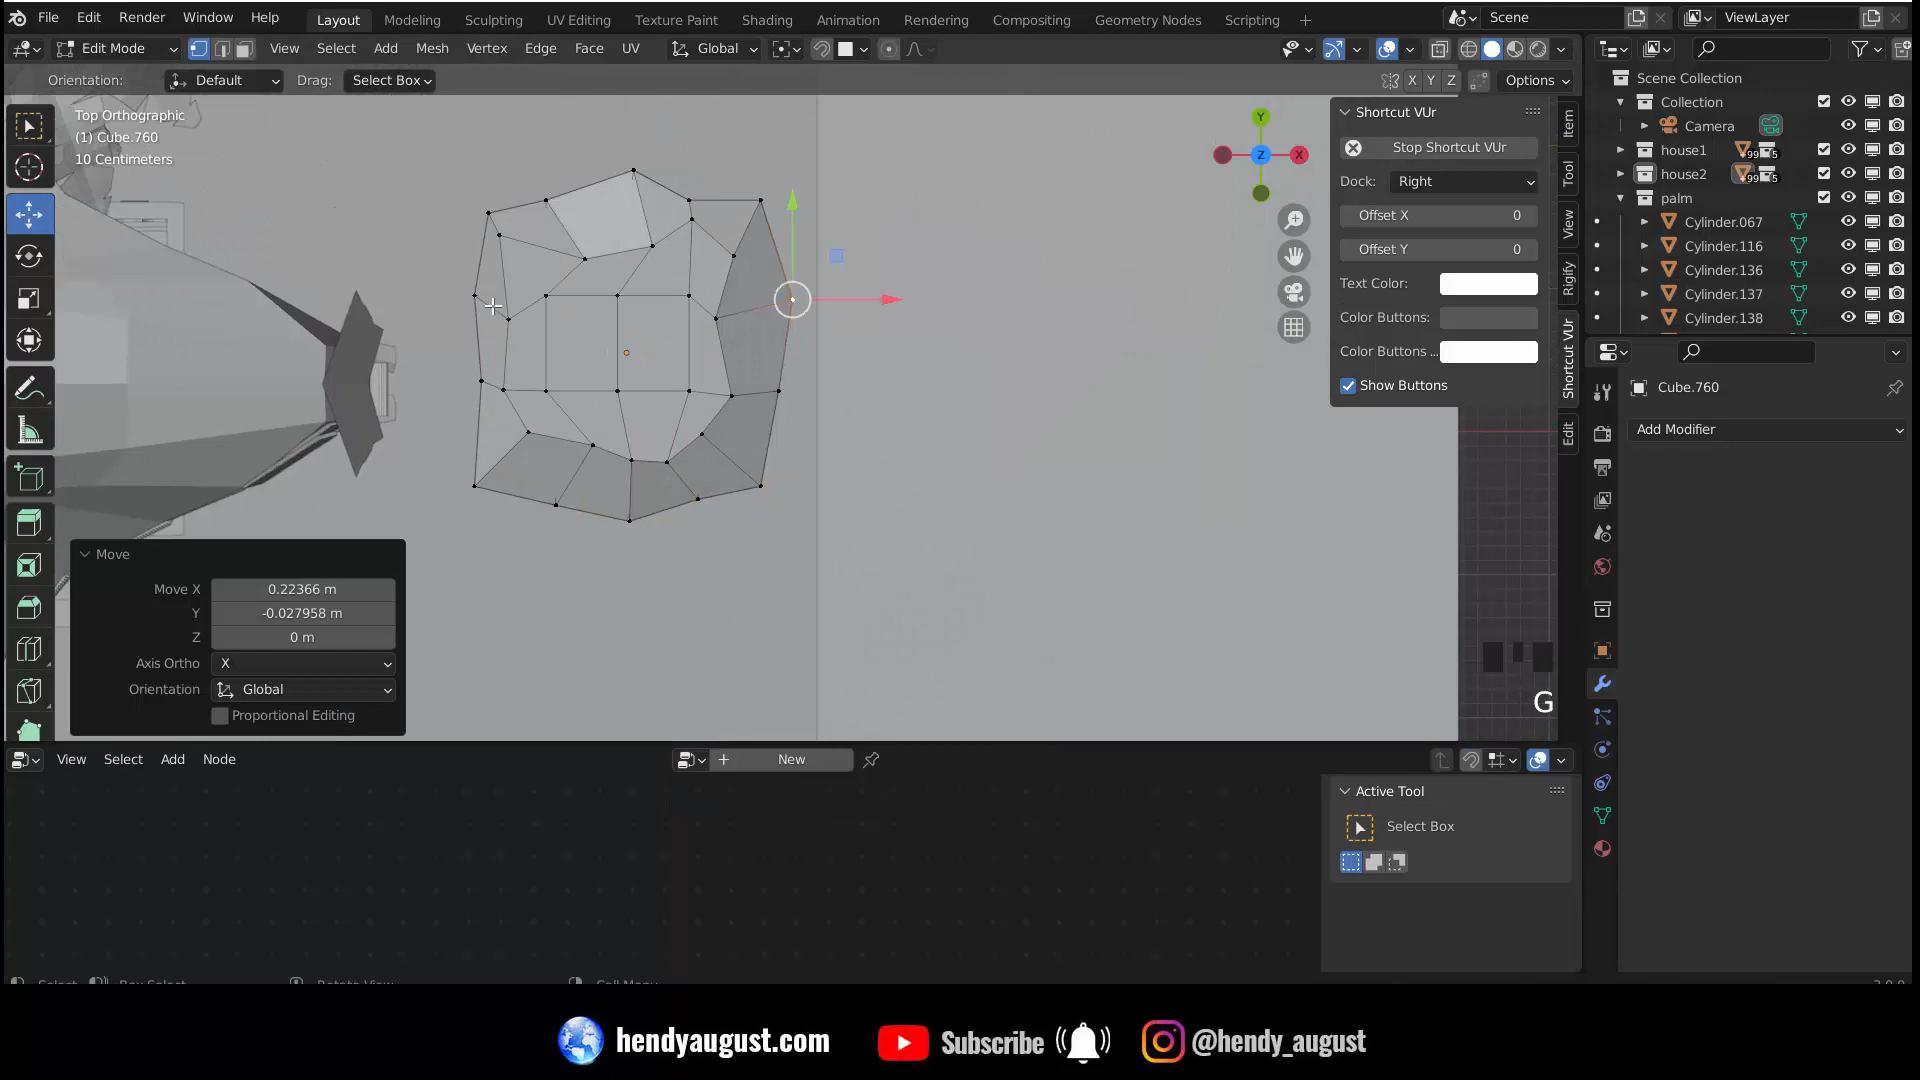 File Edit Render Window Help Layout Modeling Sculpting UV Editing Texture Paint Shading Animation Rendering Compositing Geometry Nodes Scripting + Scene ViewLayer
Edit Mode View Select Add Mesh Vertex Edge Face UV Global
Orientation: Default Drag: Select Box X Y Z Options
Top Orthographic
(1) Cube.760
10 Centimeters
Y
Z
X
Shortcut VUr
Stop Shortcut VUr
Dock: Right
Offset X 0
Offset Y 0
Text Color:
Color Buttons:
Color Buttons ...
Show Buttons
Item
Tool
View
Rigify
Shortcut VUr
Edit
Scene Collection
Collection
Camera
house1 99 5
house2 99 5
palm
Cylinder.067
Cylinder.116
Cylinder.136
Cylinder.137
Cylinder.138
Cube.760
Add Modifier
Move
Move X 0.22366 m
Y -0.027958 m
Z 0 m
Axis Ortho X
Orientation Global
Proportional Editing
G
View Select Add Node + New
Active Tool
Select Box
hendyaugust.com Subscribe @hendy_august